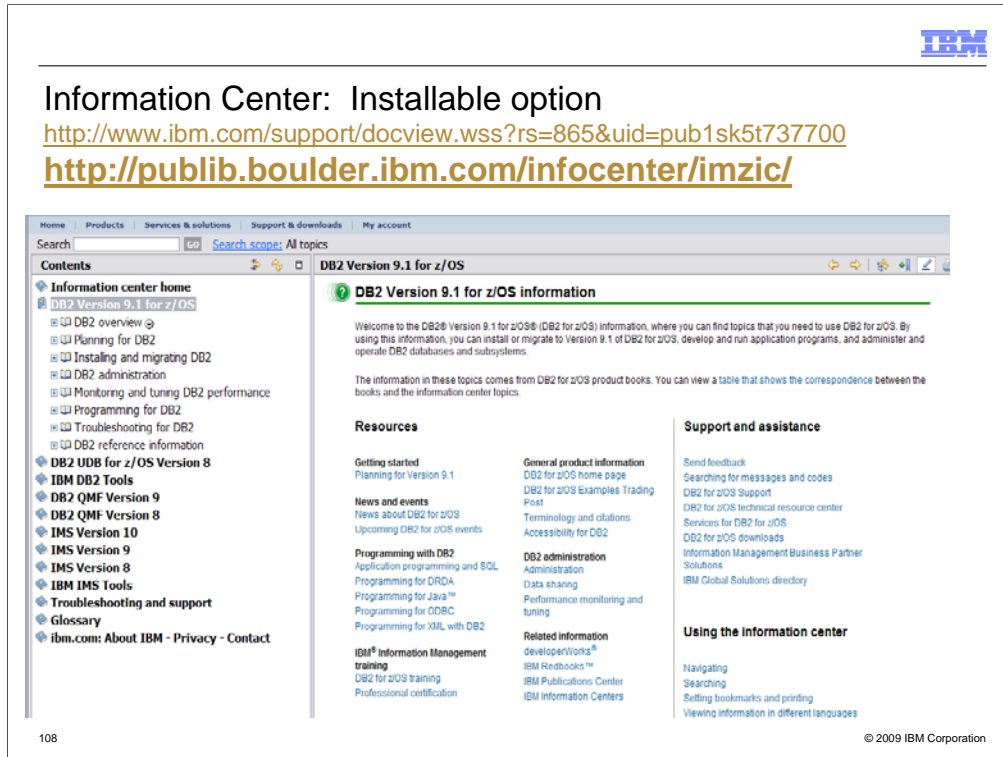 IBM
Information Center: Installable option
http://www.ibm.com/support/docview.wss?rs=865&uid=pub1sk5t737700
http://publib.boulder.ibm.com/infocenter/imzic/
Home | Products | Services & solutions | Support & downloads | My account
Search GO Search scope: All topics
Contents
Information center home
DB2 Version 9.1 for z/OS
DB2 overview
Planning for DB2
Installing and migrating DB2
DB2 administration
Monitoring and tuning DB2 performance
Programming for DB2
Troubleshooting for DB2
DB2 reference information
DB2 UDB for z/OS Version 8
IBM DB2 Tools
DB2 QMF Version 9
DB2 QMF Version 8
IMS Version 10
IMS Version 9
IMS Version 8
IBM IMS Tools
Troubleshooting and support
Glossary
ibm.com: About IBM - Privacy - Contact
DB2 Version 9.1 for z/OS
DB2 Version 9.1 for z/OS information
Welcome to the DB2® Version 9.1 for z/OS® (DB2 for z/OS) information, where you can find topics that you need to use DB2 for z/OS. By
using this information, you can install or migrate to Version 9.1 of DB2 for z/OS, develop and run application programs, and administer and
operate DB2 databases and subsystems.
The information in these topics comes from DB2 for z/OS product books. You can view a table that shows the correspondence between the
books and the information center topics.
Resources
Getting started
Planning for Version 9.1
News and events
News about DB2 for z/OS
Upcoming DB2 for z/OS events
Programming with DB2
Application programming and SQL
Programming for DRDA
Programming for Java™
Programming for ODBC
Programming for XML with DB2
IBM® Information Management
training
DB2 for z/OS training
Professional certification
General product information
DB2 for z/OS home page
DB2 for z/OS Examples Trading
Post
Terminology and citations
Accessibility for DB2
DB2 administration
Administration
Data sharing
Performance monitoring and
tuning
Related information
developerWorks®
IBM Redbooks™
IBM Publications Center
IBM Information Centers
Support and assistance
Send feedback
Searching for messages and codes
DB2 for z/OS Support
DB2 for z/OS technical resource center
Services for DB2 for z/OS
DB2 for z/OS downloads
Information Management Business Partner
Solutions
IBM Global Solutions directory
Using the information center
Navigating
Searching
Setting bookmarks and printing
Viewing information in different languages
108
© 2009 IBM Corporation